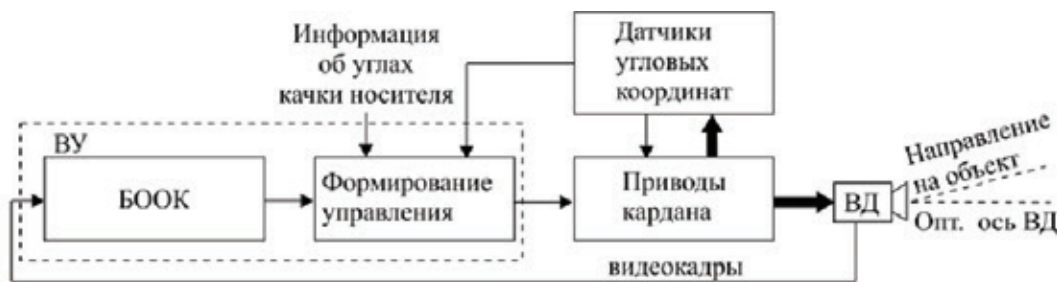 Информация
об углах
качки носителя
Датчики
угловых
координат
ВУ
БООК
Формирование
управления
Приводы
кардана
ВД
Направление
на объект
Опт. ось ВД
видеокадры